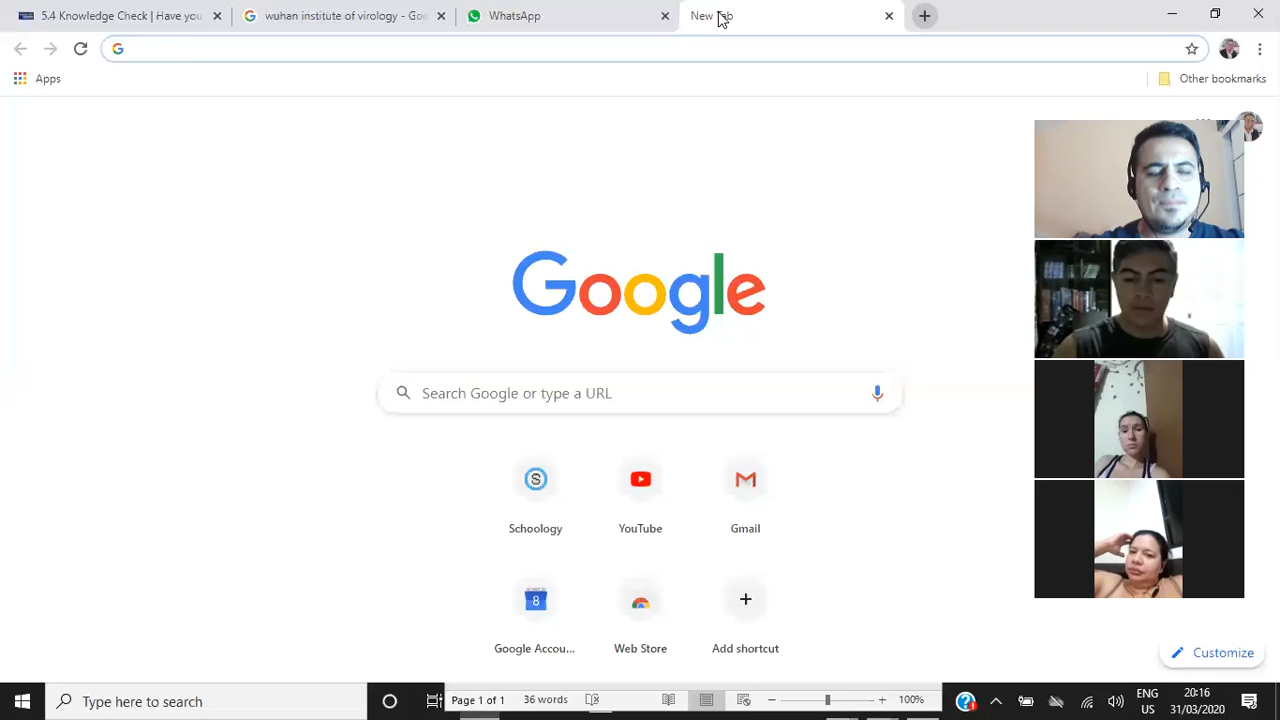 5.4 Knowledge Check | Have you
wuhan institute of virology - Go
WhatsApp
New Tab
Apps
Other bookmarks
Google
Search Google or type a URL
Schoology
YouTube
Gmail
8
Google Accou...
Web Store
Add shortcut
Customize
Type here to search
Page 1 of 1
36 words
100%
ENG
US
20:16
31/03/2020